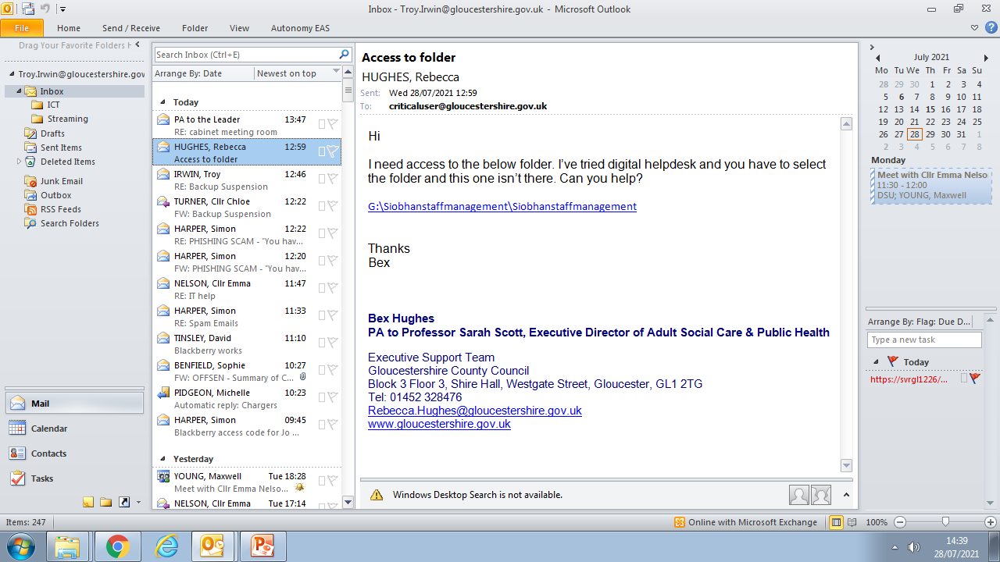 Inbox - Troy.Irwin@gloucestershire.gov.uk - Microsoft Outlook
File Home Send / Receive Folder View Autonomy EAS
Drag Your Favorite Folders H
Troy.Irwin@gloucestershire.gov
Inbox
ICT
Streaming
Drafts
Sent Items
Deleted Items
Junk Email
Outbox
RSS Feeds
Search Folders
Mail
Calendar
Contacts
Tasks
Search Inbox (Ctrl+E)
Arrange By: Date Newest on top
Today
PA to the Leader 13:47
RE: cabinet meeting room
HUGHES, Rebecca 12:59
Access to folder
IRWIN, Troy 12:46
RE: Backup Suspension
TURNER, Cllr Chloe 12:22
FW: Backup Suspension
HARPER, Simon 12:22
RE: PHISHING SCAM - "You hav...
HARPER, Simon 12:20
FW: PHISHING SCAM - "You hav...
NELSON, Cllr Emma 11:47
RE: IT help
HARPER, Simon 11:33
RE: Spam Emails
TINSLEY, David 11:10
Blackberry works
BENFIELD, Sophie 10:27
FW: OFFSEN - Summary of C...
PIDGEON, Michelle 10:23
Automatic reply: Chargers
HARPER, Simon 09:45
Blackberry access code for Jo ...
Yesterday
YOUNG, Maxwell Tue 18:28
Meet with Cllr Emma Nelso...
NELSON, Cllr Emma Tue 17:14
Access to folder
HUGHES, Rebecca
Sent: Wed 28/07/2021 12:59
To: criticaluser@gloucestershire.gov.uk
Hi
I need access to the below folder. I've tried digital helpdesk and you have to select
the folder and this one isn't there. Can you help?
G:\Siobhanstaffmanagement\Siobhanstaffmanagement
Thanks
Bex
Bex Hughes
PA to Professor Sarah Scott, Executive Director of Adult Social Care & Public Health
Executive Support Team
Gloucestershire County Council
Block 3 Floor 3, Shire Hall, Westgate Street, Gloucester, GL1 2TG
Tel: 01452 328476
Rebecca.Hughes@gloucestershire.gov.uk
www.gloucestershire.gov.uk
Windows Desktop Search is not available.
July 2021
Mo Tu We Th Fr Sa Su
28 29 30 1 2 3 4
5 6 7 8 9 10 11
12 13 14 15 16 17 18
19 20 21 22 23 24 25
26 27 28 29 30 31 1
2 3 4 5 6 7 8
Monday
Meet with Cllr Emma Nelso
11:30 - 12:00
DSU; YOUNG, Maxwell
Arrange By: Flag: Due D...
Type a new task
Today
https://svrgl1226/...
Items: 247
Online with Microsoft Exchange 100%
14:39
28/07/2021